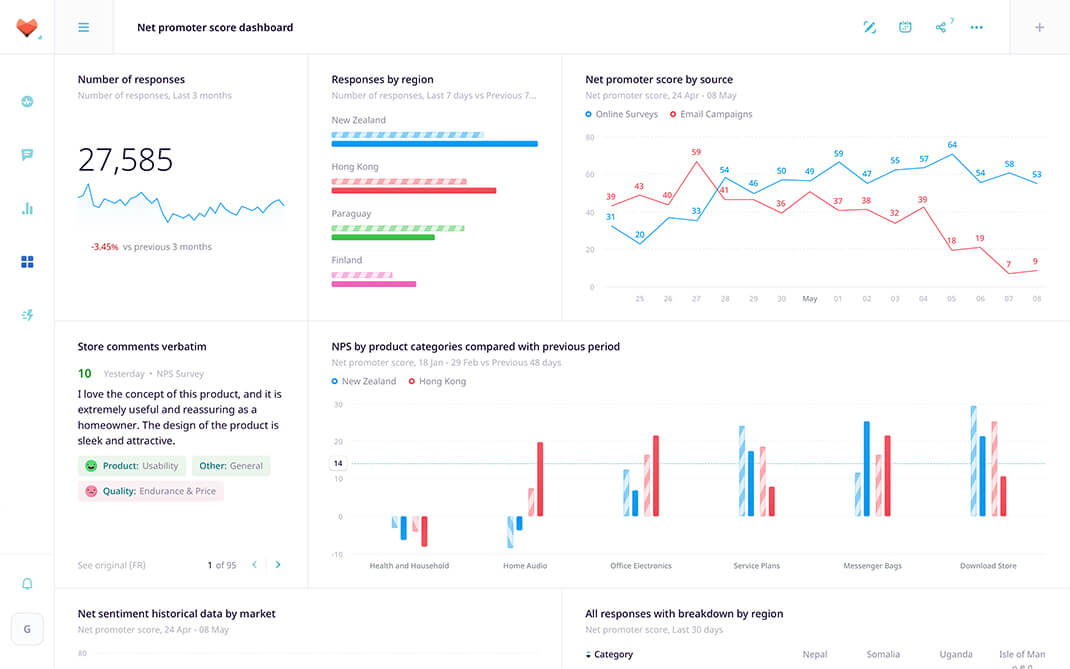 Net promoter score dashboard
7
Number of responses
Number of responses, Last 3 months
27,585
-3.45% vs previous 3 months
Responses by region
Number of responses, Last 7 days vs Previous 7...
New Zealand
Hong Kong
Paraguay
Finland
Net promoter score by source
Net promoter score, 24 Apr - 08 May
Online Surveys Email Campaigns
80
60
40
20
0
39 43 40 59 41 36 37 38 32 39 18 19 7 9
31 20 33 54 46 50 49 59 47 55 57 64 54 58 53
25 26 27 28 29 30 May 01 02 03 04 05 06 07 08
Store comments verbatim
10 Yesterday • NPS Survey
I love the concept of this product, and it is
extremely useful and reassuring as a
homeowner. The design of the product is
sleek and attractive.
Product: Usability Other: General
Quality: Endurance & Price
See original (FR) 1 of 95
NPS by product categories compared with previous period
Net promoter score, 18 Jan - 29 Feb vs Previous 48 days
New Zealand Hong Kong
30
20
14
10
0
-10
Health and Household Home Audio Office Electronics Service Plans Messenger Bags Download Store
G
Net sentiment historical data by market
Net promoter score, 24 Apr - 08 May
80
All responses with breakdown by region
Net promoter score, Last 30 days
Category Nepal Somalia Uganda Isle of Man